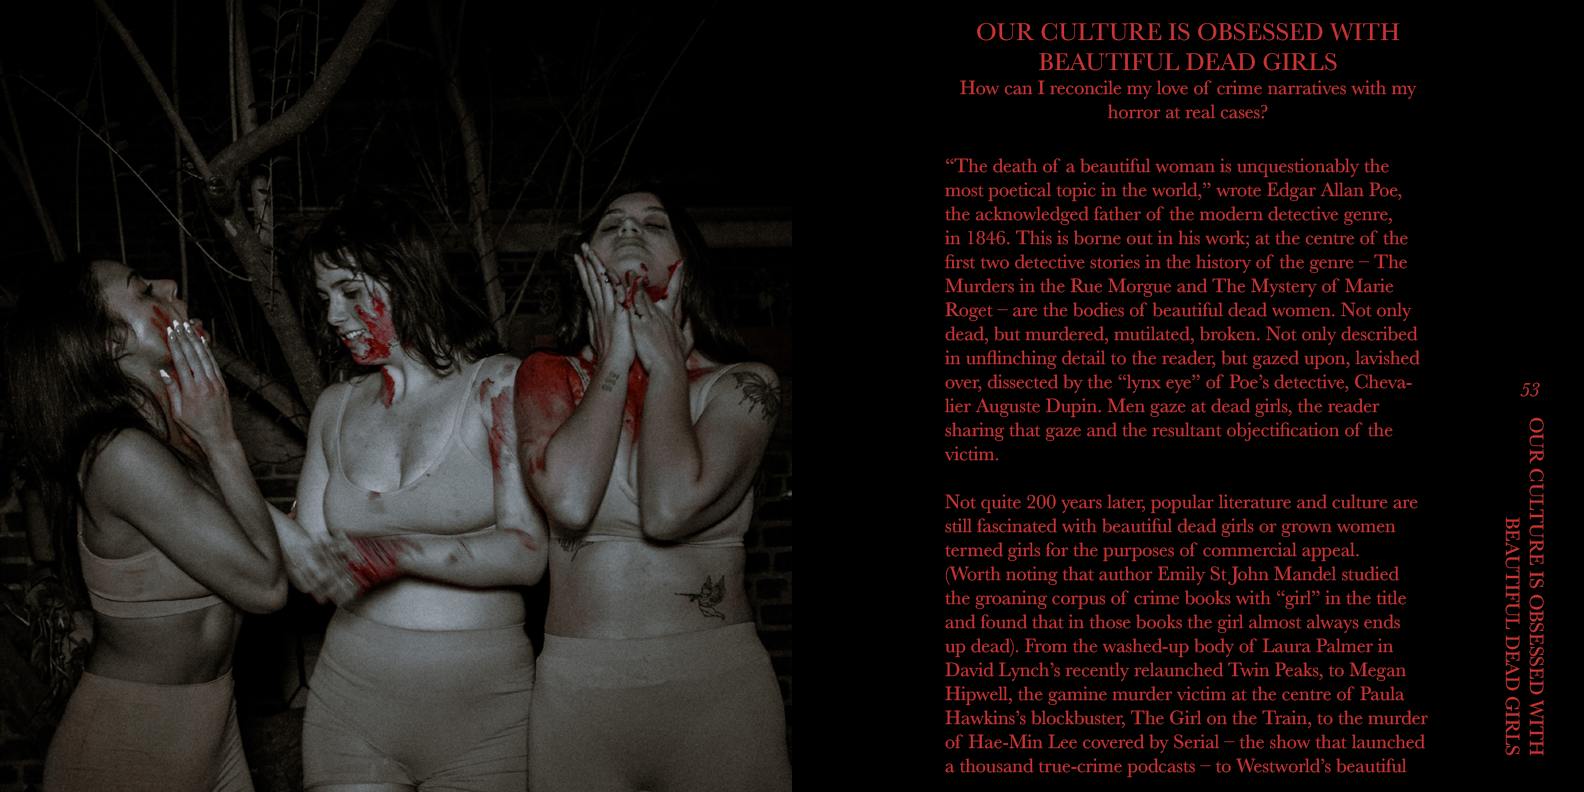 OUR CULTURE IS OBSESSED WITH
BEAUTIFUL DEAD GIRLS
How can I reconcile my love of crime narratives with my
horror at real cases?
“The death of a beautiful woman is unquestionably the
most poetical topic in the world,” wrote Edgar Allan Poe,
the acknowledged father of the modern detective genre,
in 1846. This is borne out in his work; at the centre of the
first two detective stories in the history of the genre – The
Murders in the Rue Morgue and The Mystery of Marie
Roget – are the bodies of beautiful dead women. Not only
dead, but murdered, mutilated, broken. Not only described
in unflinching detail to the reader, but gazed upon, lavished
over, dissected by the “lynx eye” of Poe’s detective, Cheva-
lier Auguste Dupin. Men gaze at dead girls, the reader
sharing that gaze and the resultant objectification of the
victim.
Not quite 200 years later, popular literature and culture are
still fascinated with beautiful dead girls or grown women
termed girls for the purposes of commercial appeal.
(Worth noting that author Emily St John Mandel studied
the groaning corpus of crime books with “girl” in the title
and found that in those books the girl almost always ends
up dead). From the washed-up body of Laura Palmer in
David Lynch’s recently relaunched Twin Peaks, to Megan
Hipwell, the gamine murder victim at the centre of Paula
Hawkins’s blockbuster, The Girl on the Train, to the murder
of Hae-Min Lee covered by Serial – the show that launched
a thousand true-crime podcasts – to Westworld’s beautiful
53
OUR CULTURE IS OBSESSED WITH
BEAUTIFUL DEAD GIRLS